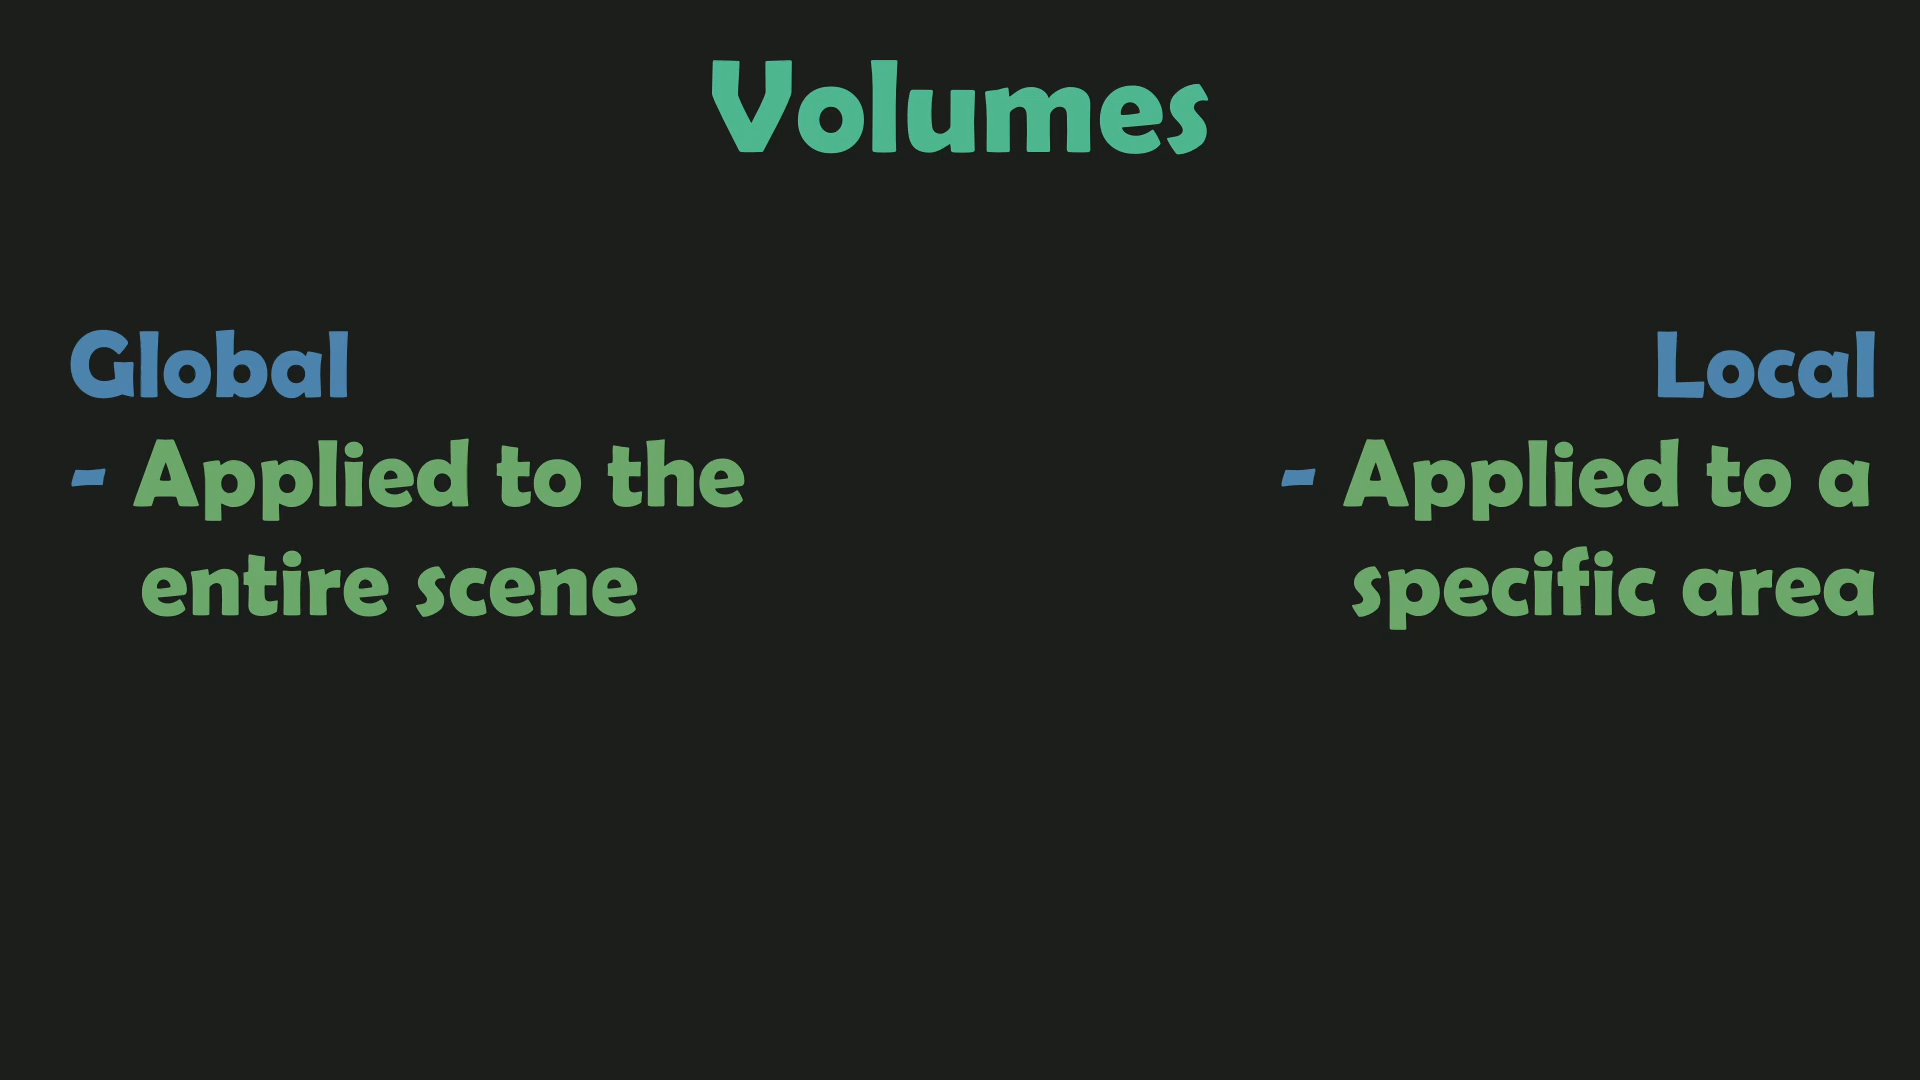 Volumes
Global
- Applied to the
entire scene
Local
- Applied to a
specific area